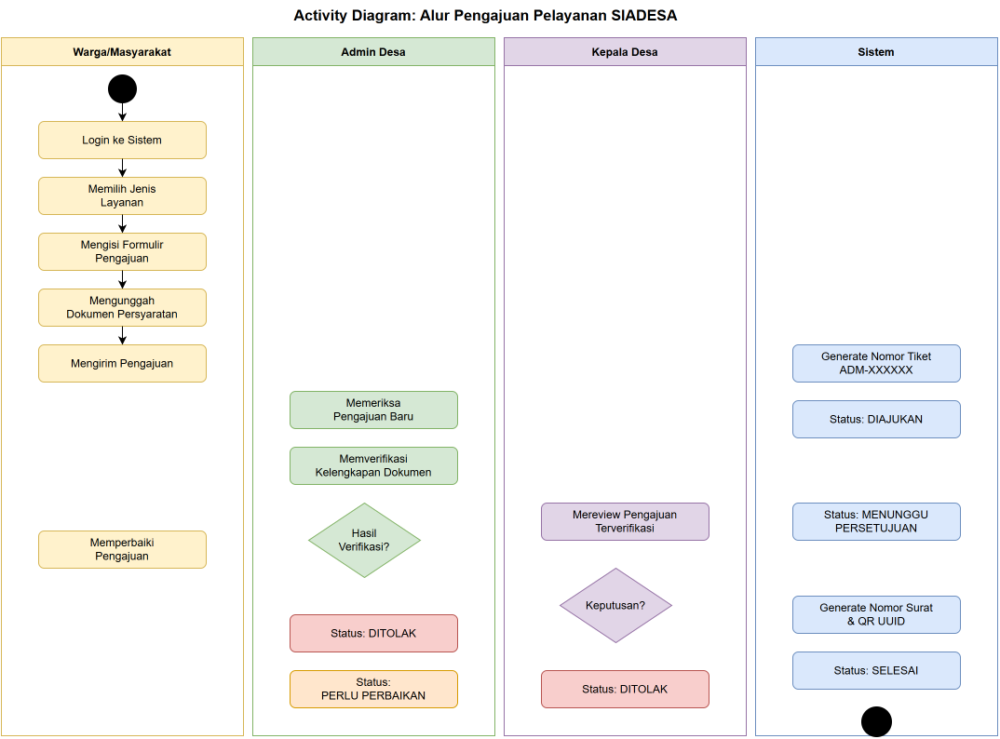 Activity Diagram: Alur Pengajuan Pelayanan SIADESA
Warga/Masyarakat
Login ke Sistem
Memilih Jenis
Layanan
Mengisi Formulir
Pengajuan
Mengunggah
Dokumen Persyaratan
Mengirim Pengajuan
Memperbaiki
Pengajuan
Admin Desa
Memeriksa
Pengajuan Baru
Memverifikasi
Kelengkapan Dokumen
Hasil
Verifikasi?
Status: DITOLAK
Status:
PERLU PERBAIKAN
Kepala Desa
Mereview Pengajuan
Terverifikasi
Keputusan?
Status: DITOLAK
Sistem
Generate Nomor Tiket
ADM-XXXXXX
Status: DIAJUKAN
Status: MENUNGGU
PERSETUJUAN
Generate Nomor Surat
& QR UUID
Status: SELESAI